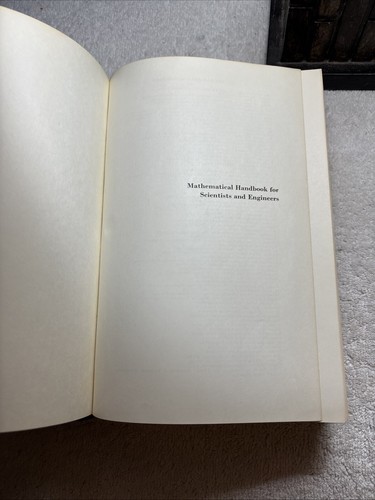 Mathematical Handbook for
Scientists and Engineers